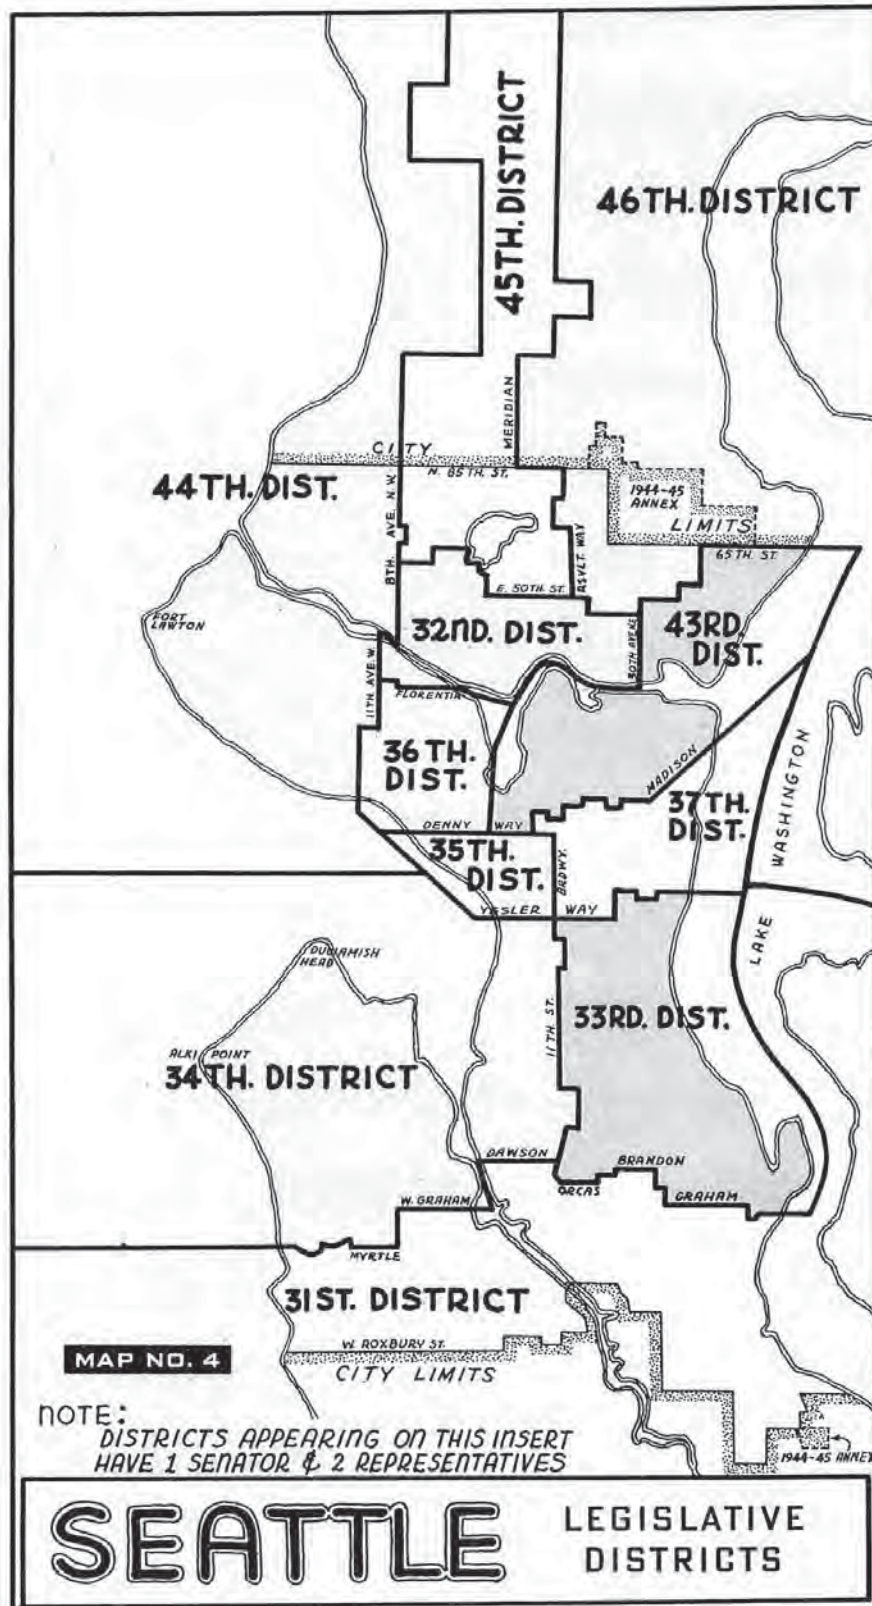 45TH. DISTRICT
46TH. DISTRICT
MERIDIAN
CITY
N. 85TH. ST.
44TH. DIST.
8TH. AVE. N.W.
1944-45
ANNEX
LIMITS
RSVLT. WAY
65TH. ST.
E. 50TH. ST.
FORT
LAWTON
32ND. DIST.
43RD.
DIST.
30TH AVE NE
11TH AVE. W.
FLORENTIA
36TH.
DIST.
MADISON
WASHINGTON
37TH.
DIST.
DENNY WAY
35TH.
DIST.
BRDWY.
YESLER WAY
LAKE
DUWAMISH
HEAD
33RD. DIST.
11TH ST.
ALKI POINT
34TH. DISTRICT
DAWSON
BRANDON
ORCAS
GRAHAM
W. GRAHAM
MYRTLE
31ST. DISTRICT
W. ROXBURY ST.
CITY LIMITS
MAP NO. 4
NOTE:
DISTRICTS APPEARING ON THIS INSERT
HAVE 1 SENATOR & 2 REPRESENTATIVES
1944-45 ANNEX
SEATTLE
LEGISLATIVE
DISTRICTS